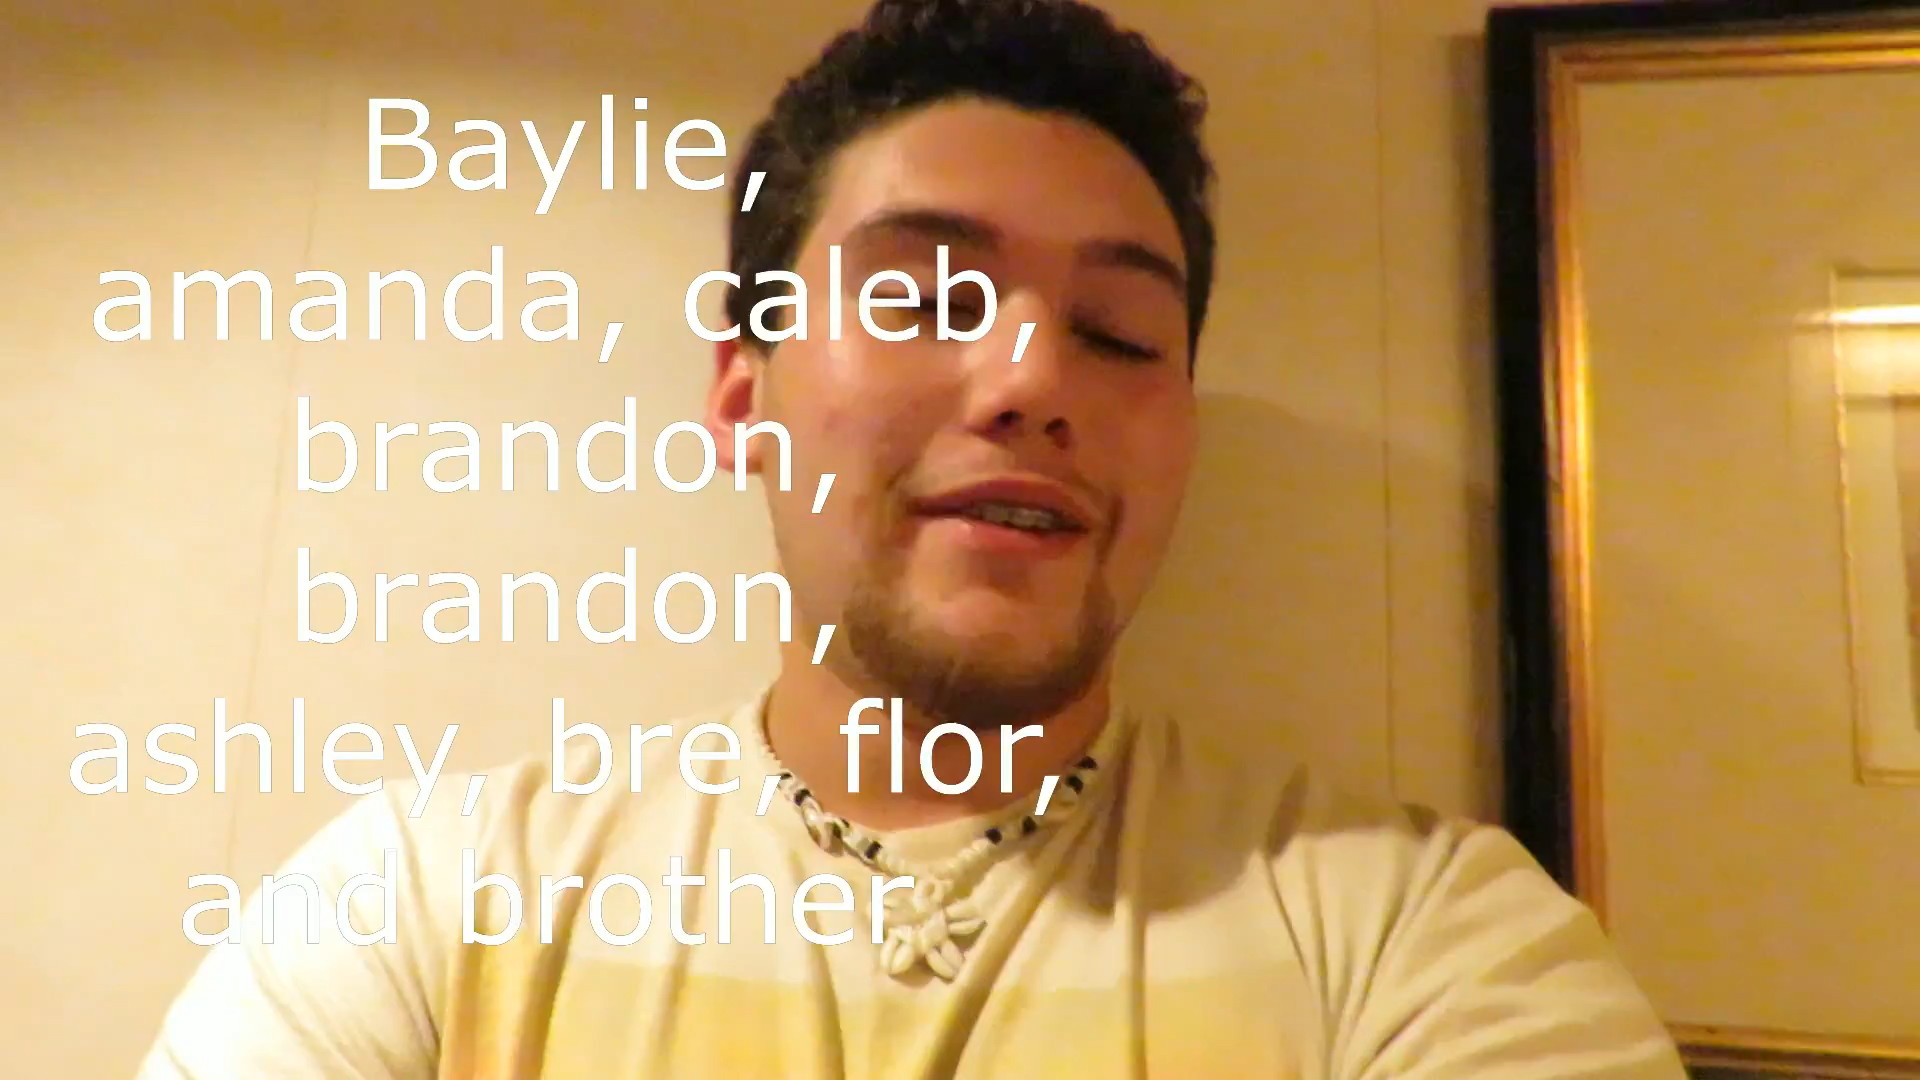 Baylie,
amanda, caleb,
brandon,
brandon,
ashley, bre, flor,
and brother